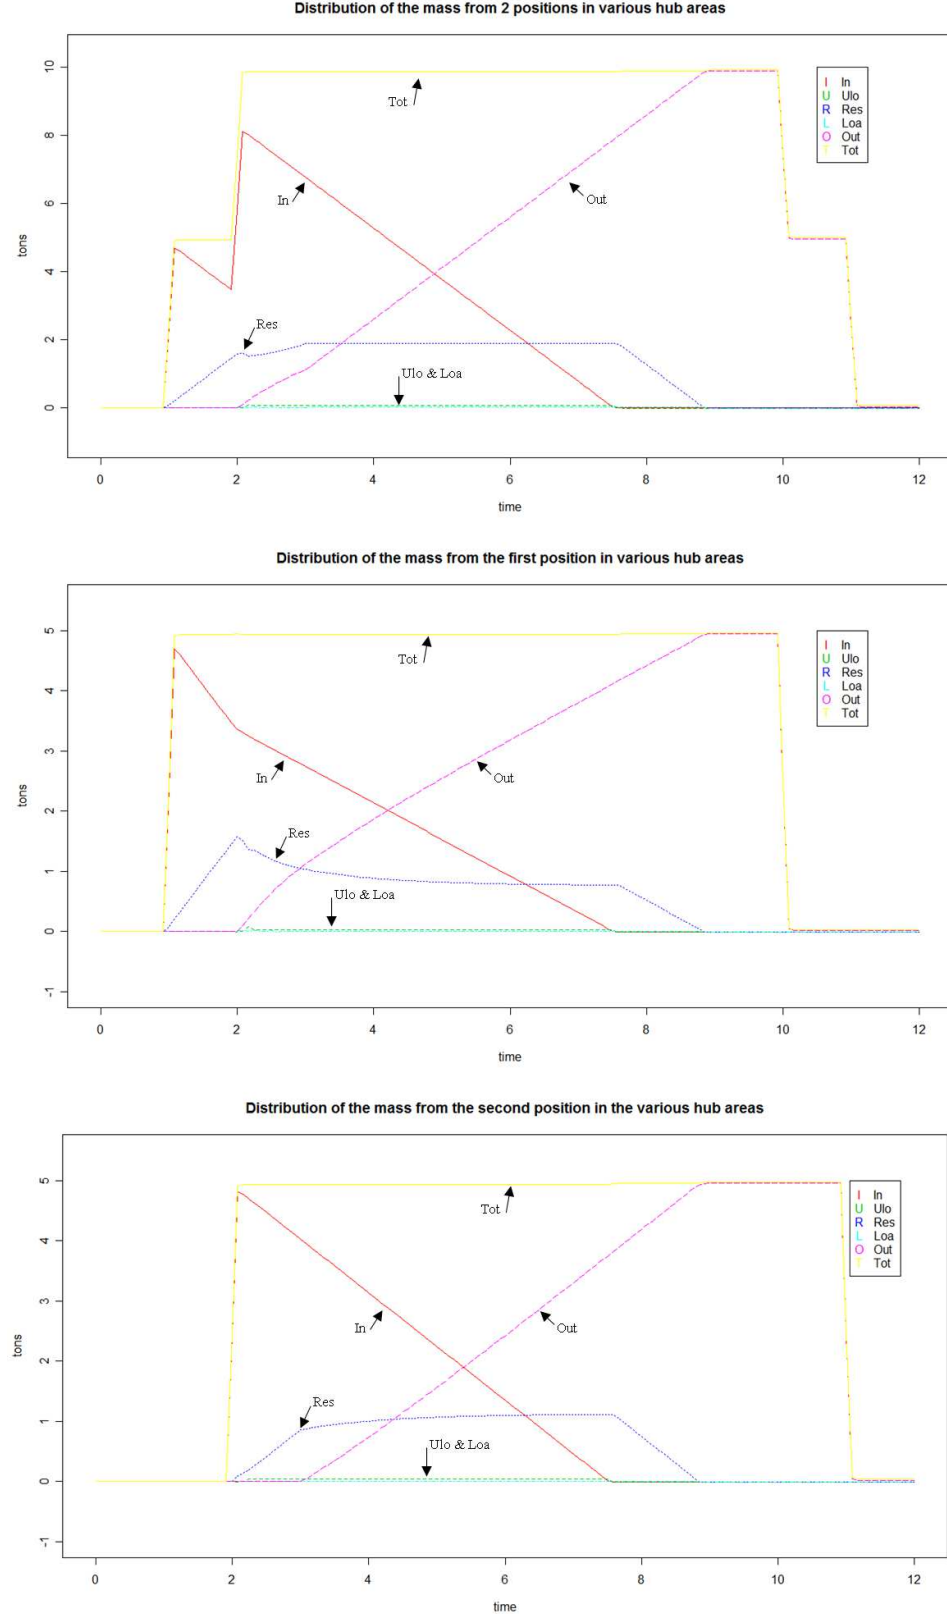 Distribution of the mass from 2 positions in various hub areas
tons
10
8
6
4
2
0
Tot
In
Out
Res
Ulo & Loa
I In
U Ulo
R Res
L Loa
O Out
T Tot
0 2 4 6 8 10 12
time
Distribution of the mass from the first position in various hub areas
tons
5
4
3
2
1
0
-1
Tot
In
Out
Res
Ulo & Loa
I In
U Ulo
R Res
L Loa
O Out
T Tot
0 2 4 6 8 10 12
time
Distribution of the mass from the second position in the various hub areas
tons
5
4
3
2
1
0
-1
Tot
In
Out
Res
Ulo & Loa
I In
U Ulo
R Res
L Loa
O Out
T Tot
0 2 4 6 8 10 12
time